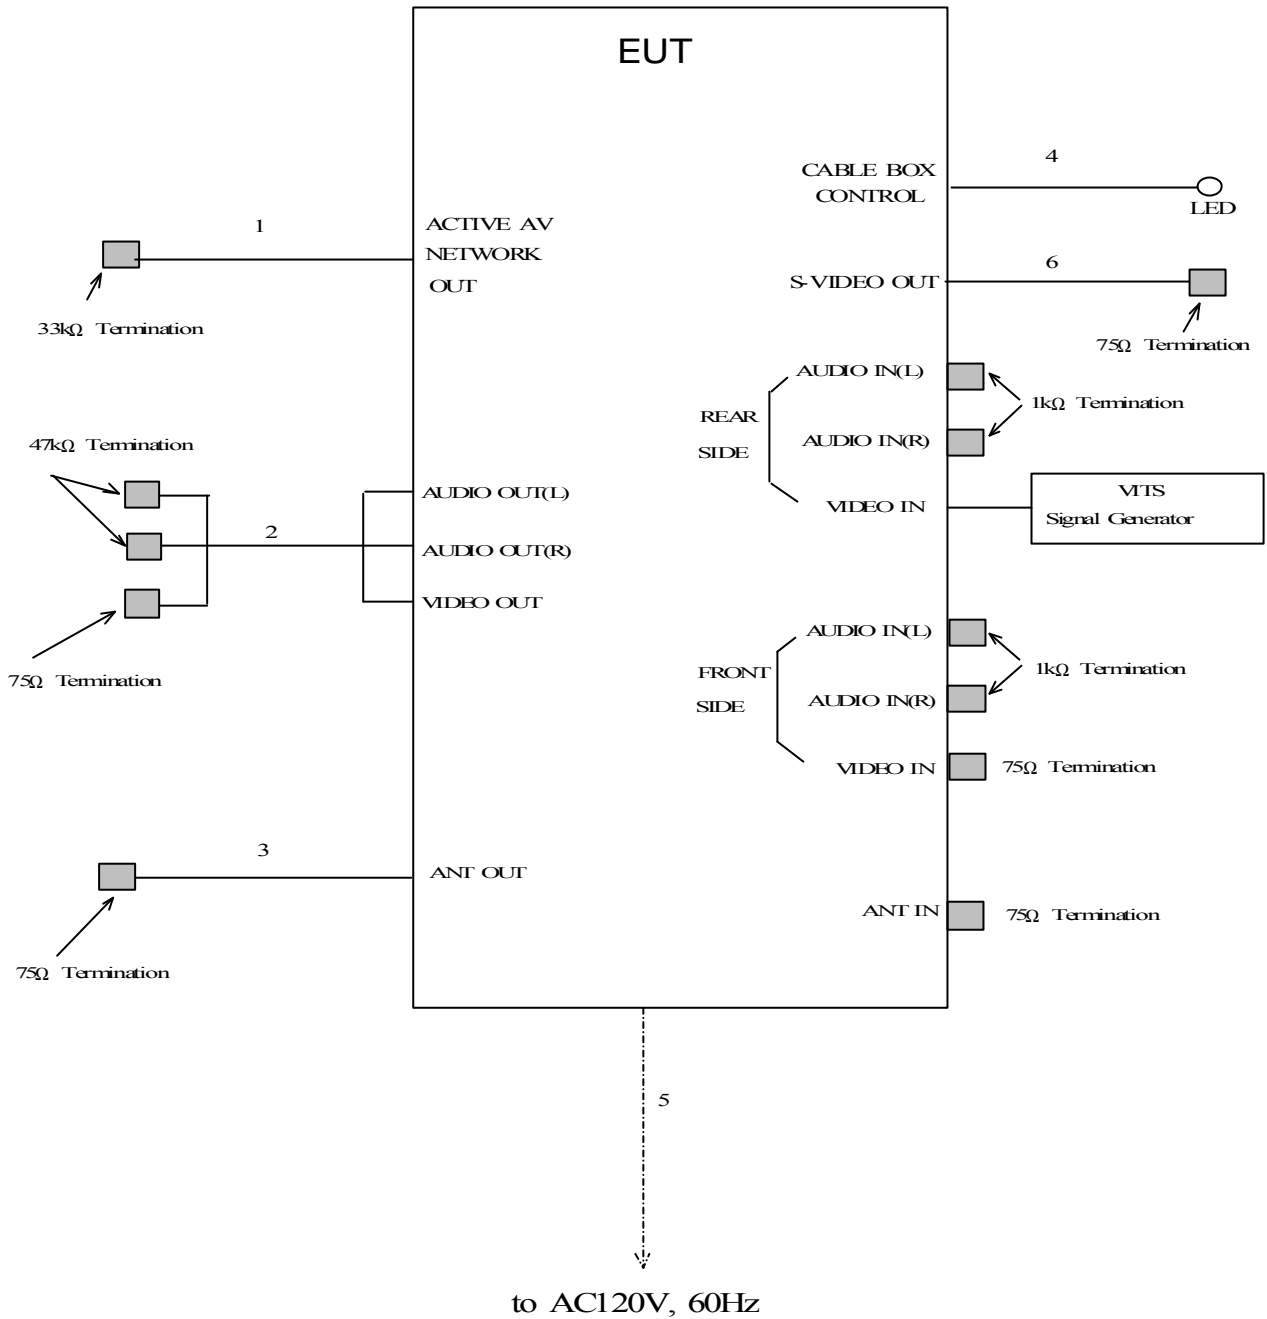 EUT
CABLE BOX
CONTROL
4
LED
1
ACTIVE AV
NETWORK
OUT
33kΩ Termination
S-VIDEO OUT
6
75Ω Termination
REAR
SIDE
AUDIO IN(L)
AUDIO IN(R)
1kΩ Termination
VIDEO IN
VITS
Signal Generator
47kΩ Termination
2
AUDIO OUT(L)
AUDIO OUT(R)
VIDEO OUT
75Ω Termination
FRONT
SIDE
AUDIO IN(L)
AUDIO IN(R)
1kΩ Termination
VIDEO IN
75Ω Termination
3
ANT OUT
75Ω Termination
ANT IN
75Ω Termination
5
to AC120V, 60Hz